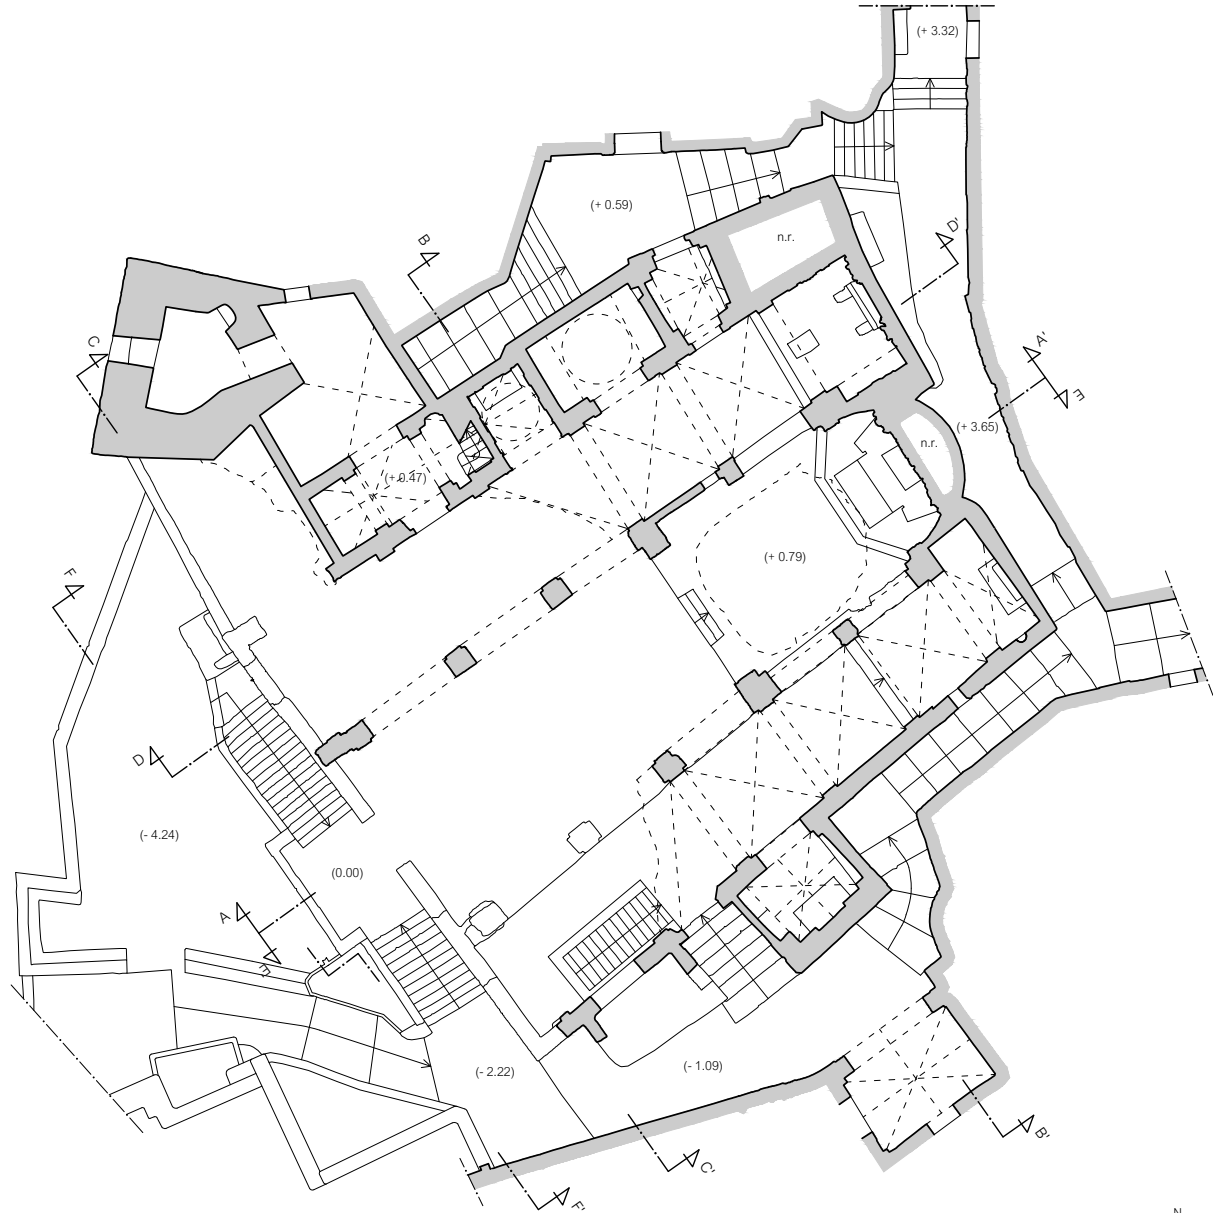 (+ 3.32)
(+ 0.59)
n.r.
D'
B
C
A'
E
(+ 3.65)
n.r.
(+ 0.47)
(+ 0.79)
F
D
(- 4.24)
(0.00)
A
E
(- 2.22)
(- 1.09)
B'
C'
F'
N